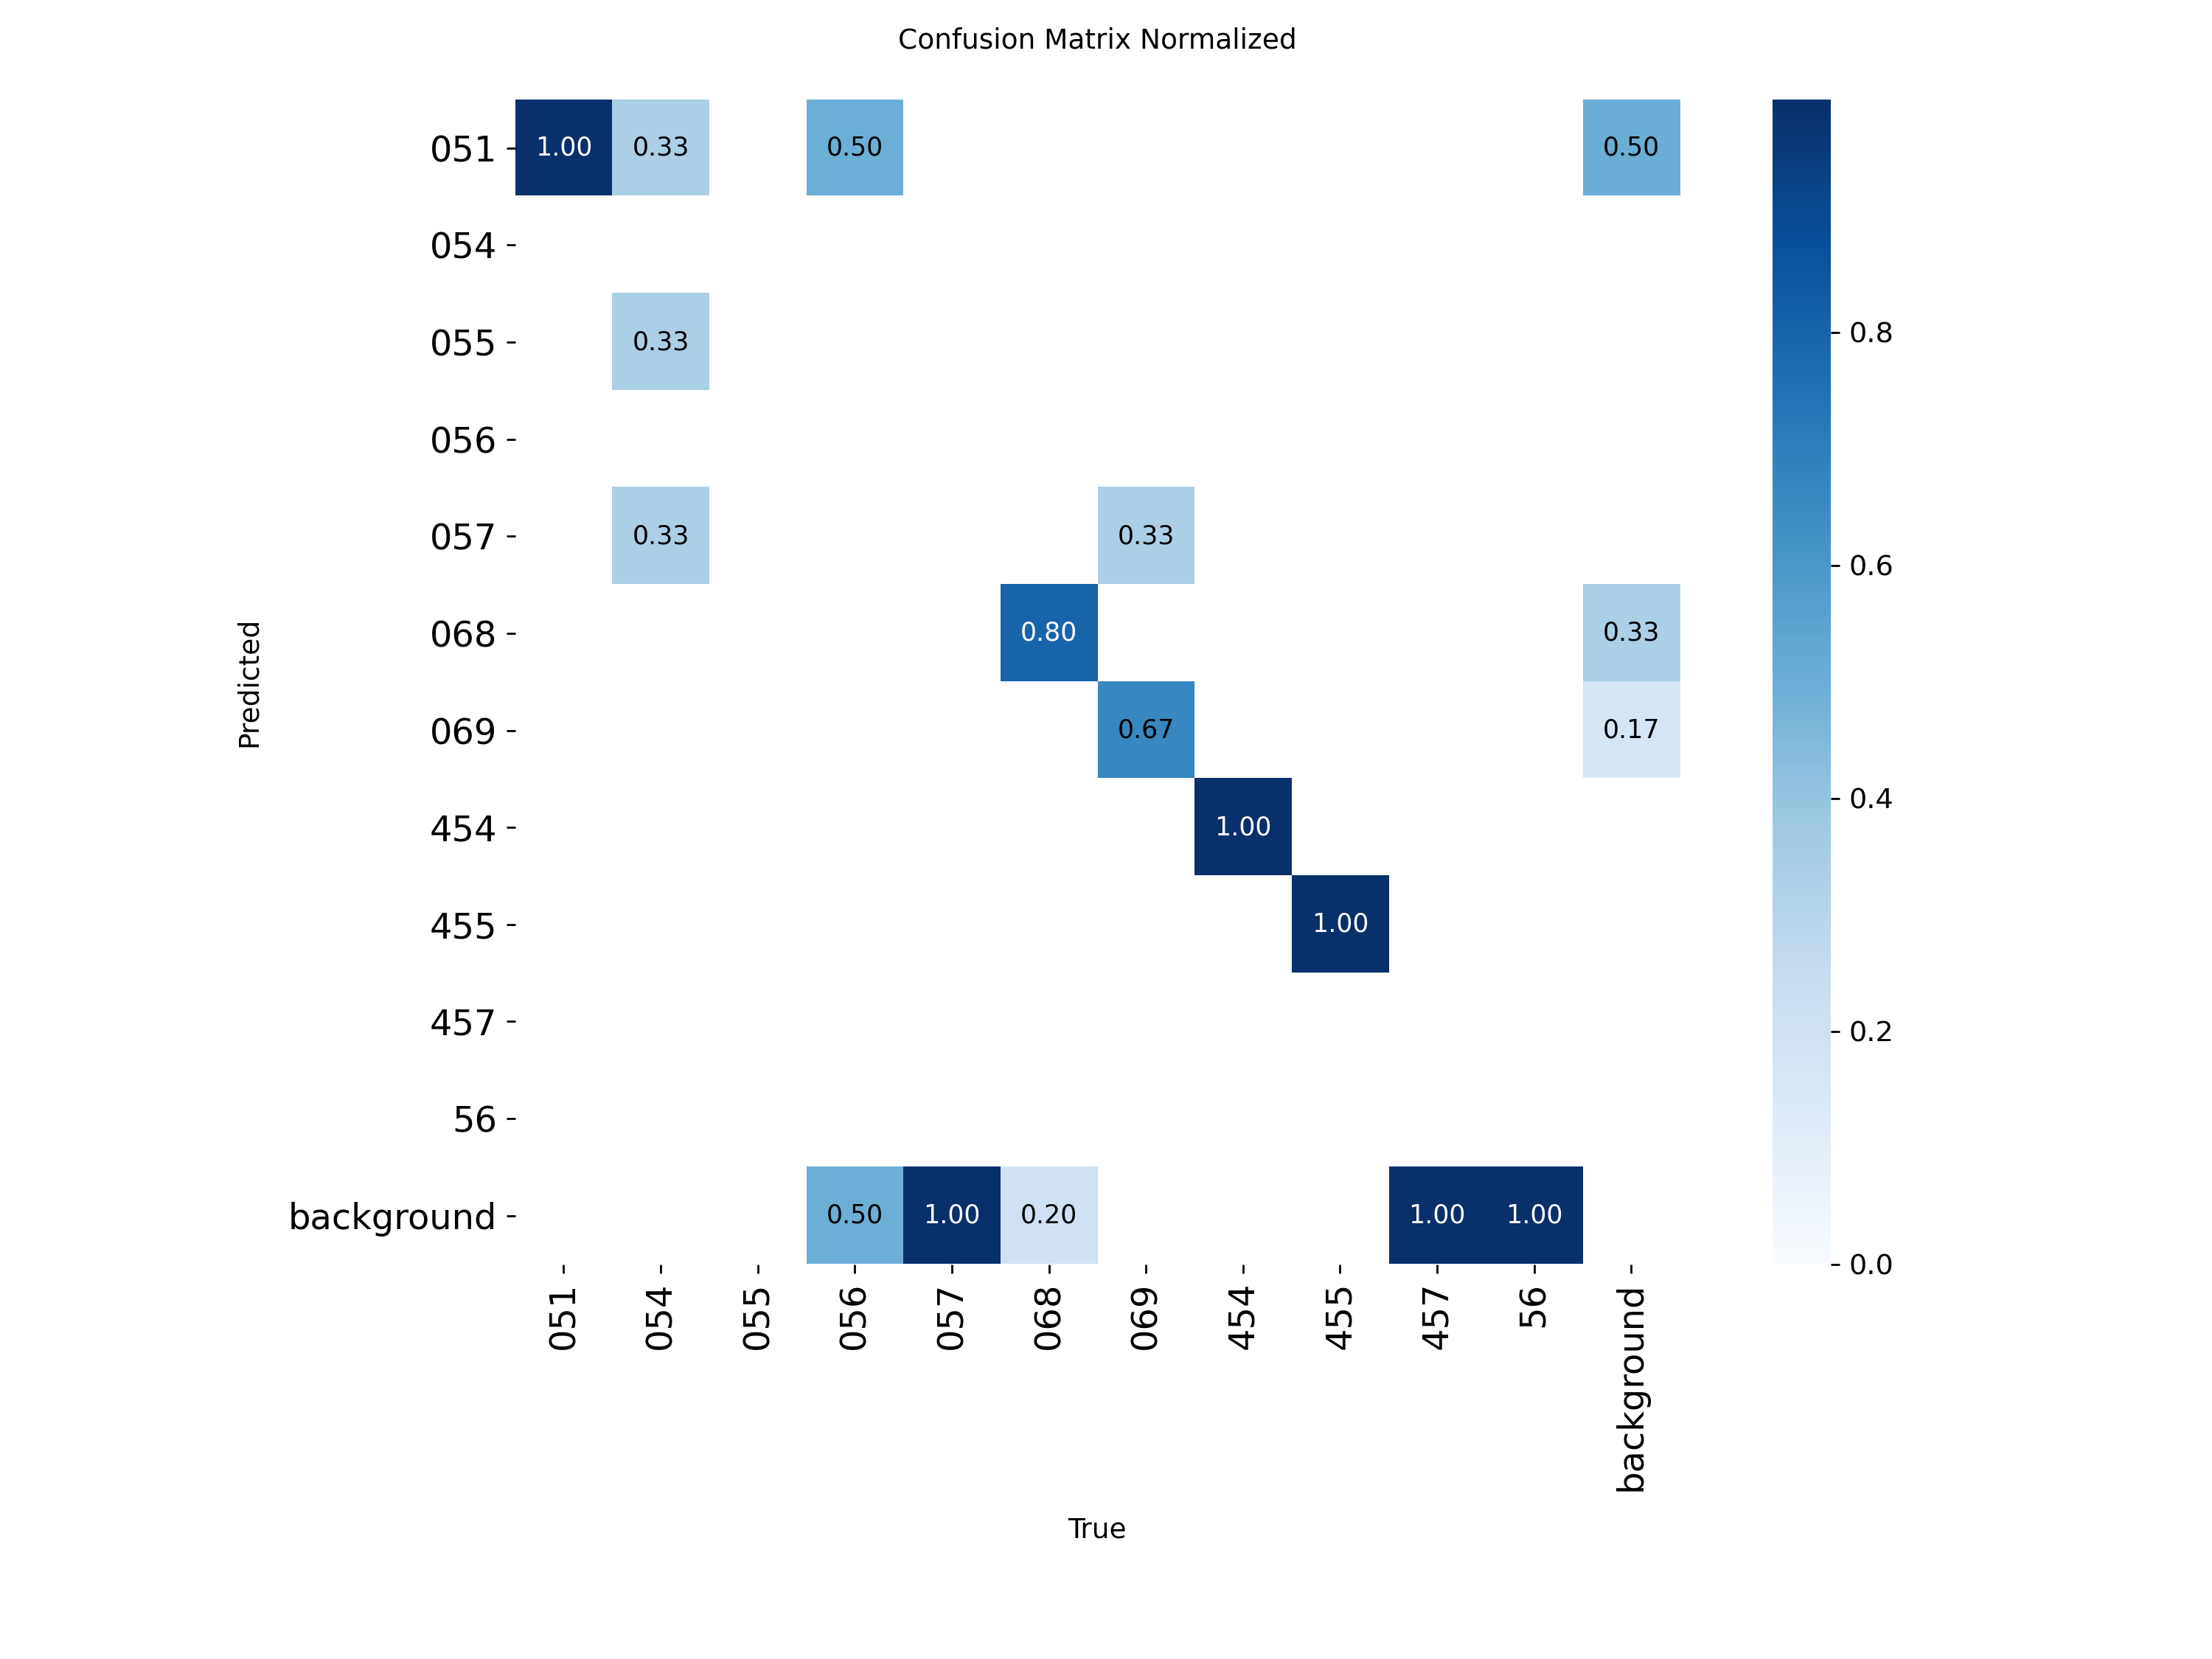 Confusion Matrix Normalized
051 1.00 0.33 0.50 0.50
054
055 0.33
056
057 0.33 0.33
068 0.80 0.33
069 0.67 0.17
454 1.00
455 1.00
457
56
background 0.50 1.00 0.20 1.00 1.00
051 054 055 056 057 068 069 454 455 457 56 background
True
Predicted
0.8
0.6
0.4
0.2
0.0